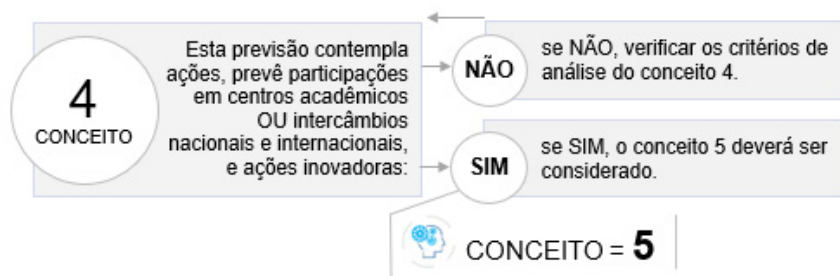 4
CONCEITO
Esta previsão contempla
ações, prevê participações
em centros acadêmicos
OU intercâmbios
nacionais e internacionais,
e ações inovadoras:
NÃO
se NÃO, verificar os critérios de
análise do conceito 4.
SIM
se SIM, o conceito 5 deverá ser
considerado.
CONCEITO = 5